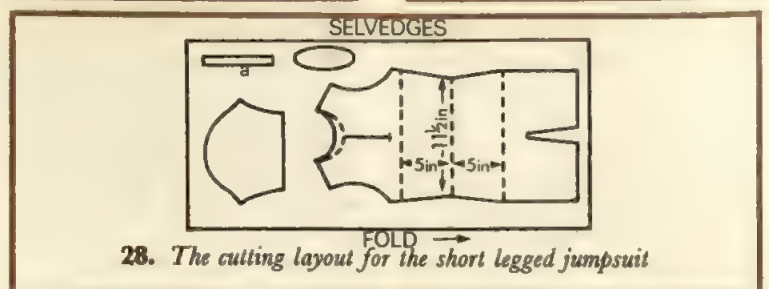 SELVEDGES
a
11½in
5in 5in
FOLD
28. The cutting layout for the short legged jumpsuit